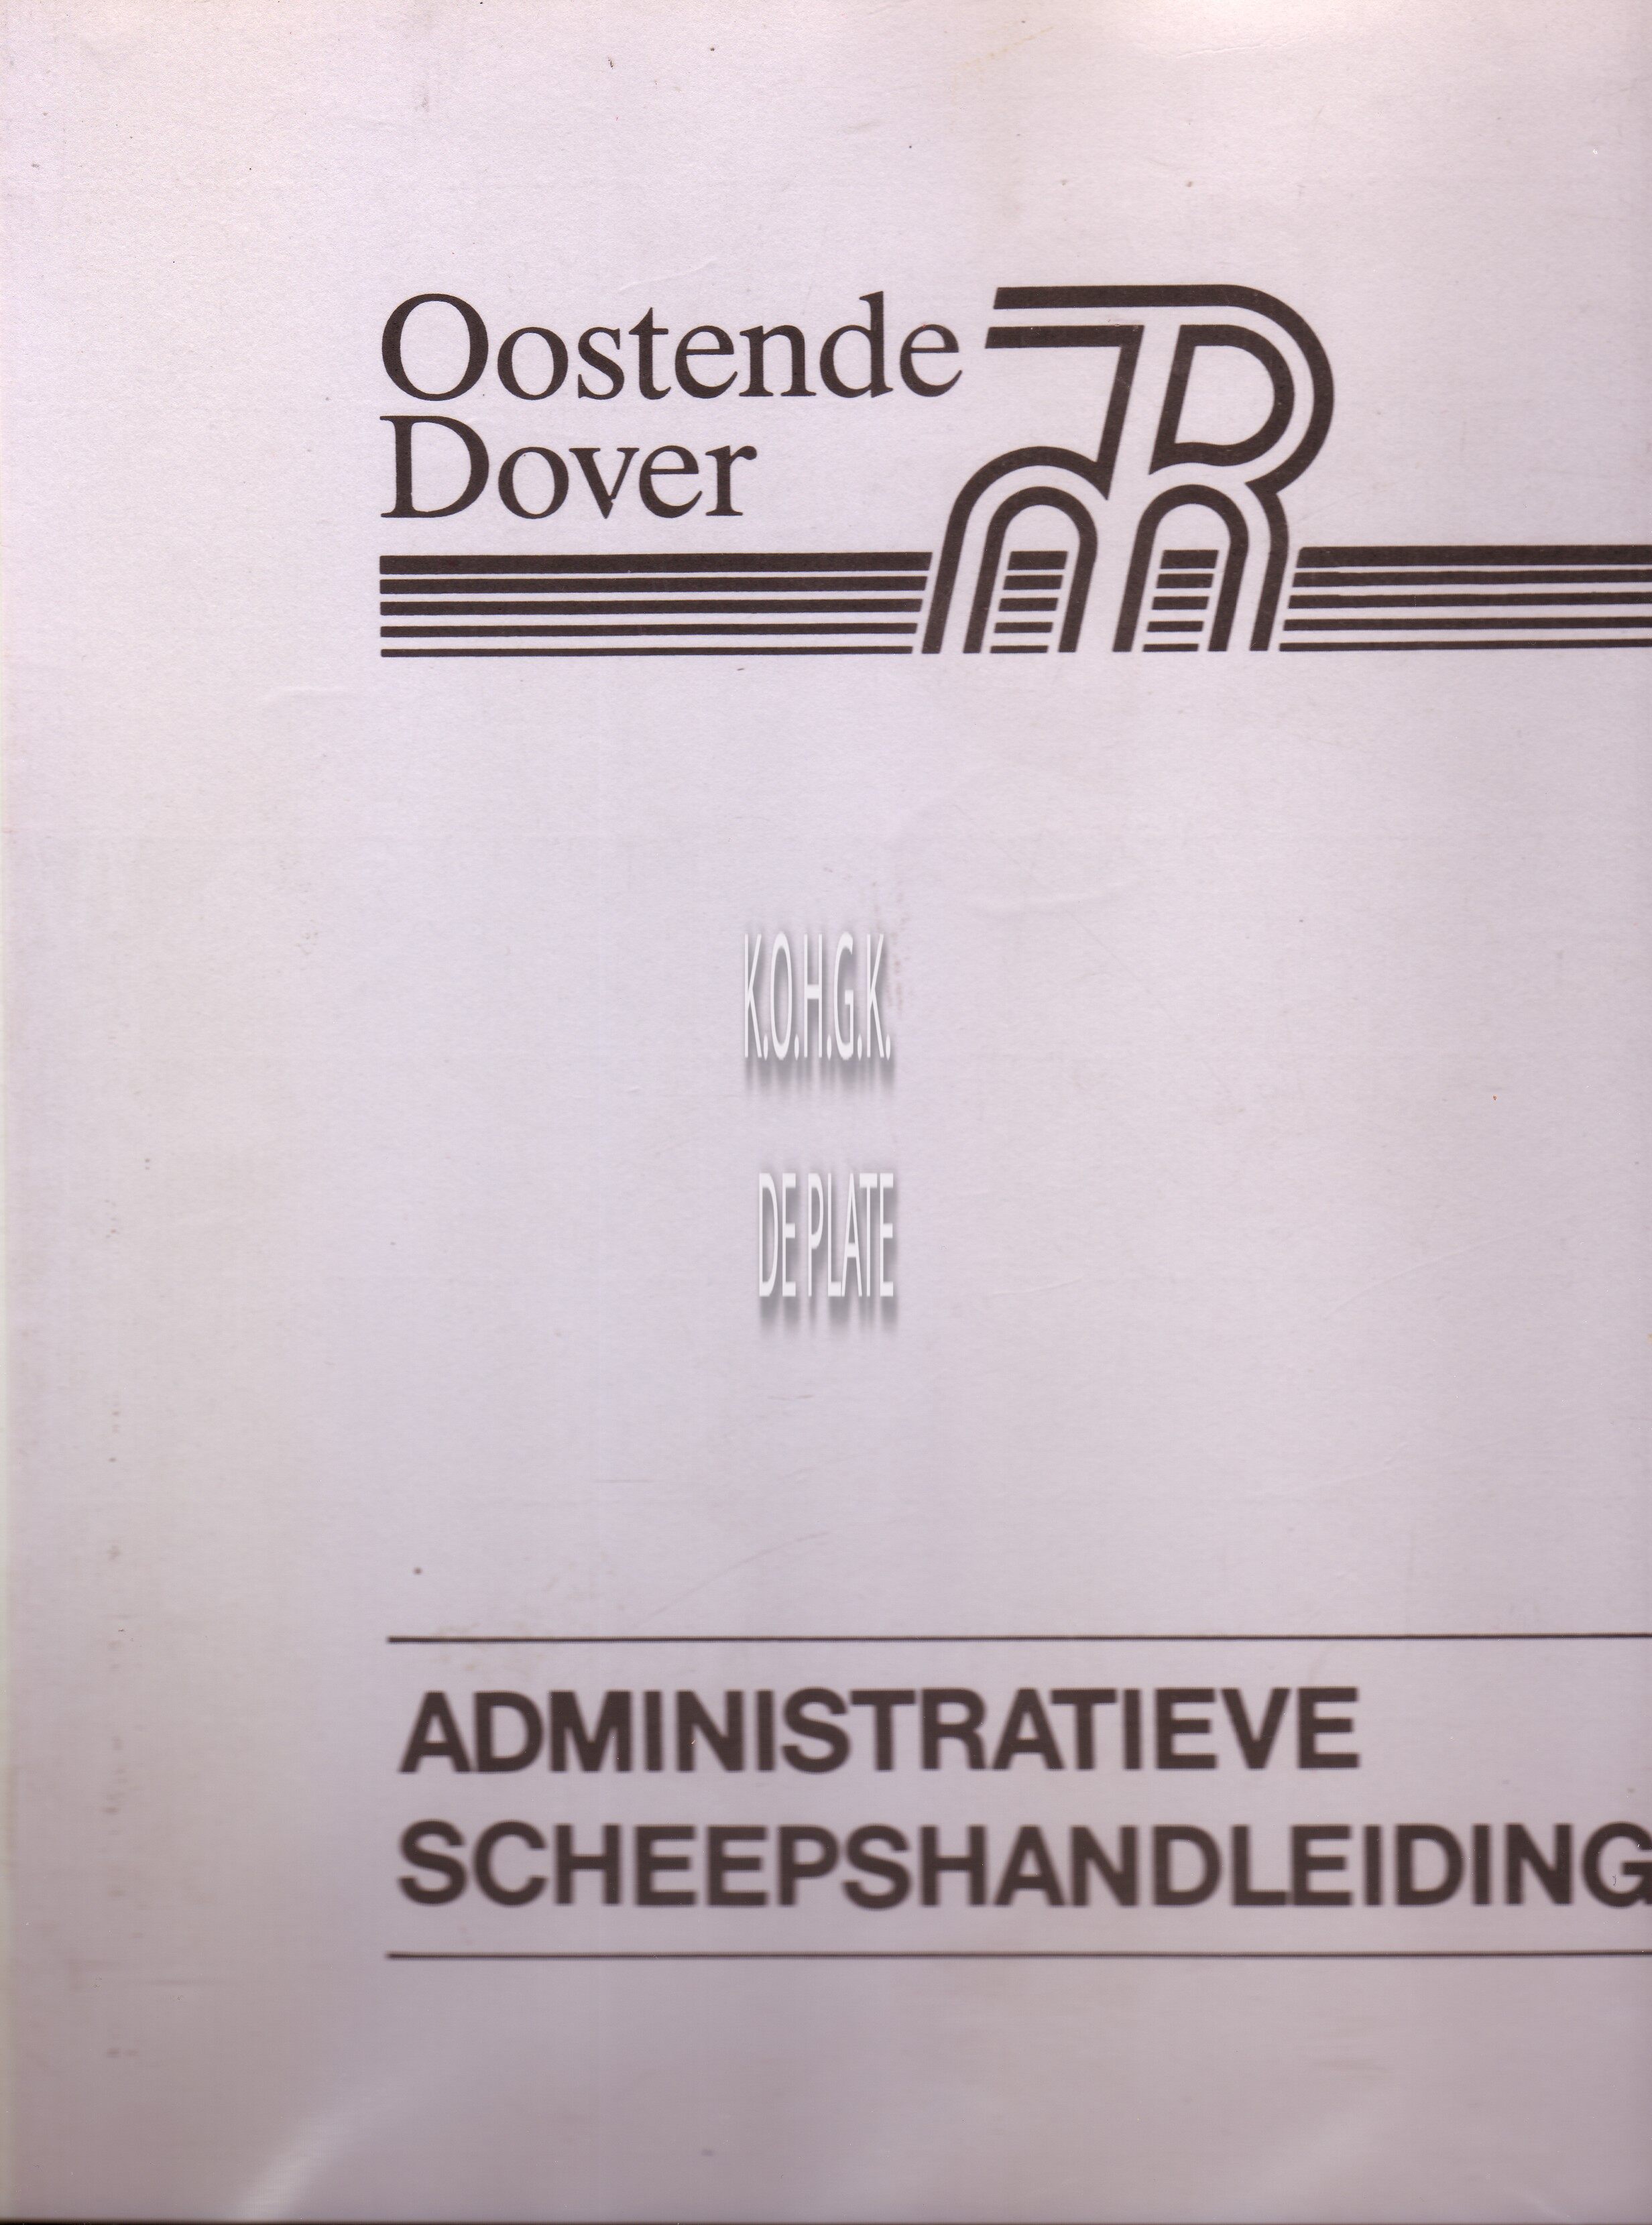 Oostende
Dover
K.O.H.G.K.
DE PLATE
ADMINISTRATIEVE
SCHEEPSHANDLEIDING